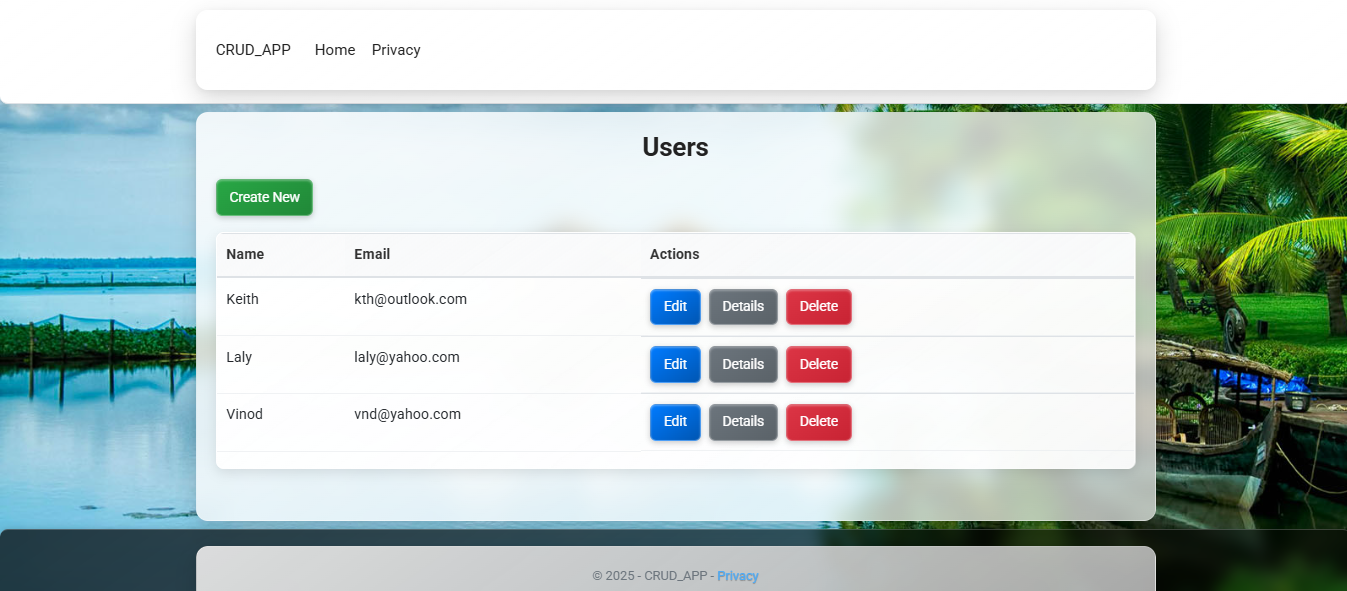 CRUD_APP Home Privacy
Users
Create New
Name Email Actions
Keith kth@outlook.com Edit Details Delete
Laly laly@yahoo.com Edit Details Delete
Vinod vnd@yahoo.com Edit Details Delete
© 2025 - CRUD_APP - Privacy